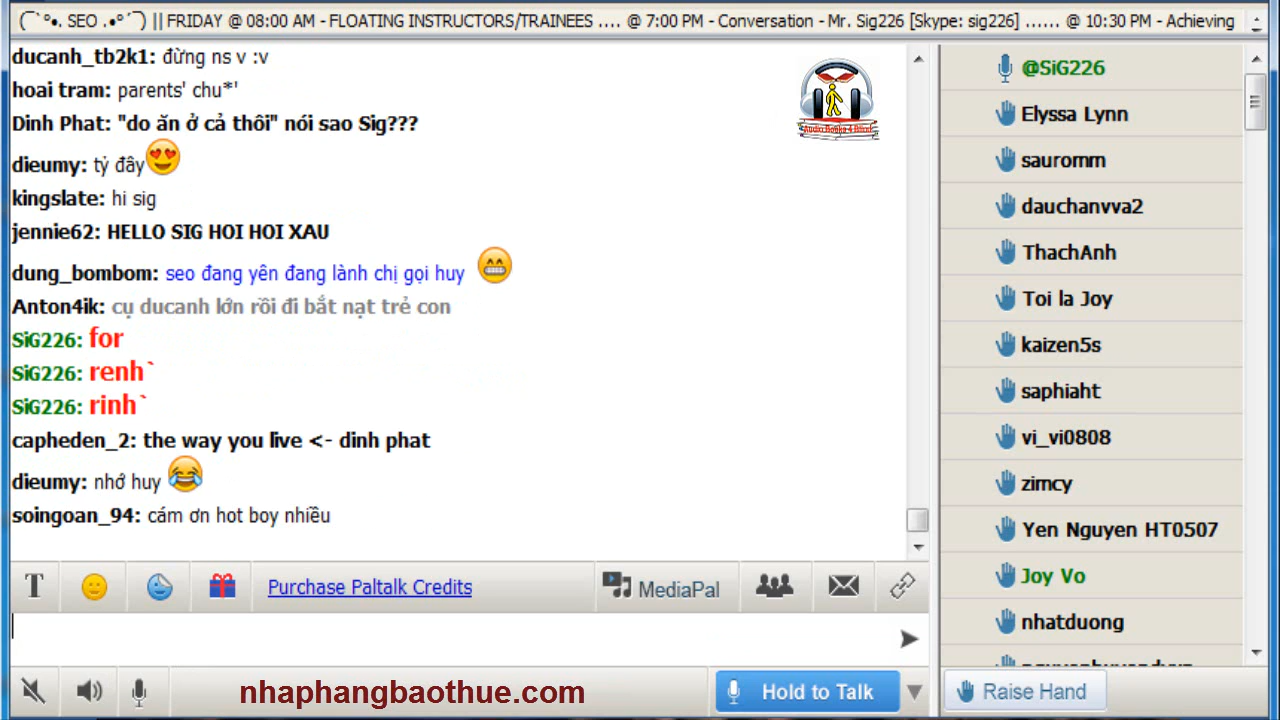 (¯`°•. SEO .•°´¯) || FRIDAY @ 08:00 AM - FLOATING INSTRUCTORS/TRAINEES .... @ 7:00 PM - Conversation - Mr. Sig226 [Skype: sig226] ...... @ 10:30 PM - Achieving
ducanh_tb2k1: đừng ns v :v
hoai tram: parents' chu*'
Dinh Phat: "do ăn ở cả thôi" nói sao Sig???
dieumy: tỷ đây
kingslate: hi sig
jennie62: HELLO SIG HOI HOI XAU
dung_bombom: seo đang yên đang lành chị gọi huy
Anton4ik: cụ ducanh lớn rồi đi bắt nạt trẻ con
SiG226: for
SiG226: renh`
SiG226: rinh`
capheden_2: the way you live <- dinh phat
dieumy: nhớ huy
soingoan_94: cám ơn hot boy nhiều
Audio Books 4 Blind
T
Purchase Paltalk Credits
MediaPal
nhaphangbaothue.com
Hold to Talk
@SiG226
Elyssa Lynn
sauromm
dauchanvva2
ThachAnh
Toi la Joy
kaizen5s
saphiaht
vi_vi0808
zimcy
Yen Nguyen HT0507
Joy Vo
nhatduong
Raise Hand